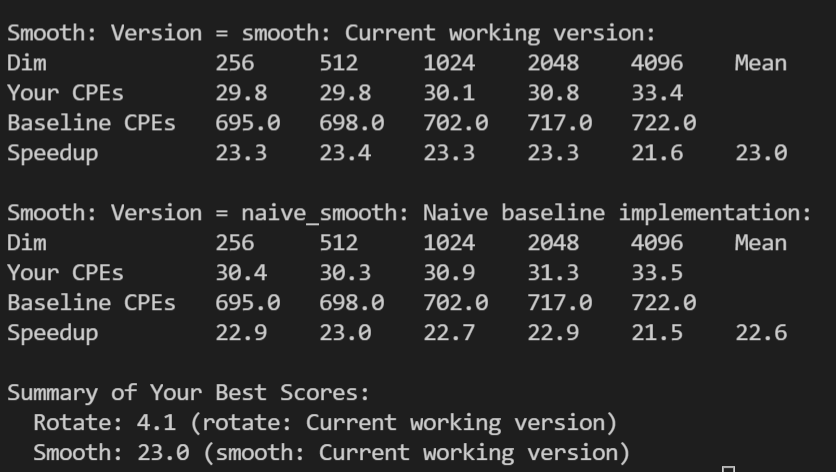 Smooth: Version = smooth: Current working version:
Dim 256 512 1024 2048 4096 Mean
Your CPEs 29.8 29.8 30.1 30.8 33.4
Baseline CPEs 695.0 698.0 702.0 717.0 722.0
Speedup 23.3 23.4 23.3 23.3 21.6 23.0
Smooth: Version = naive_smooth: Naive baseline implementation:
Dim 256 512 1024 2048 4096 Mean
Your CPEs 30.4 30.3 30.9 31.3 33.5
Baseline CPEs 695.0 698.0 702.0 717.0 722.0
Speedup 22.9 23.0 22.7 22.9 21.5 22.6
Summary of Your Best Scores:
Rotate: 4.1 (rotate: Current working version)
Smooth: 23.0 (smooth: Current working version)